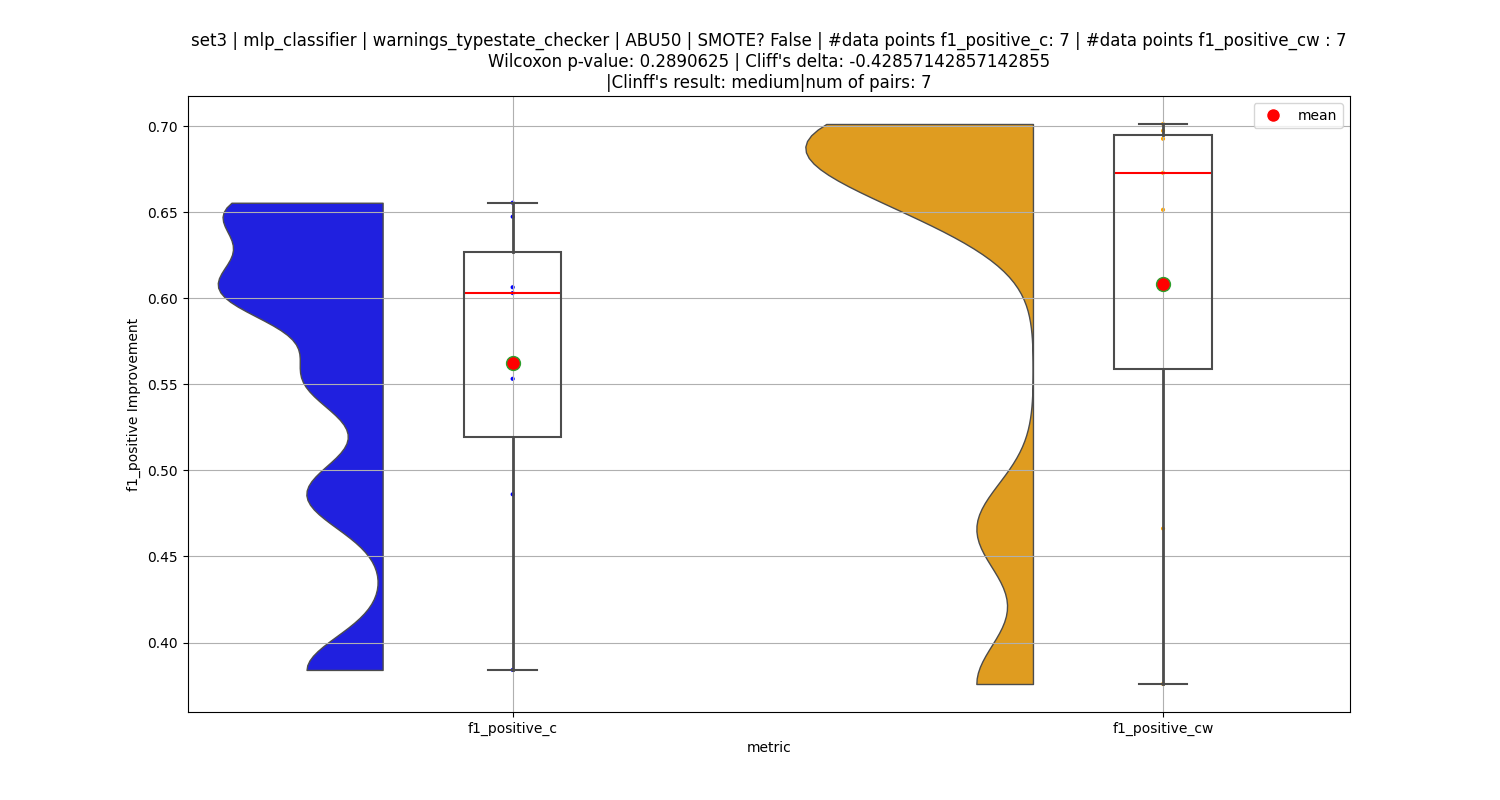 set3 | mlp_classifier | warnings_typestate_checker | ABU50 | SMOTE? False | #data points f1_positive_c: 7 | #data points f1_positive_cw : 7
Wilcoxon p-value: 0.2890625 | Cliff's delta: -0.42857142857142855
|Clinff's result: medium|num of pairs: 7
mean
0.70
0.65
0.60
0.55
0.50
0.45
0.40
f1_positive Improvement
f1_positive_c
f1_positive_cw
metric